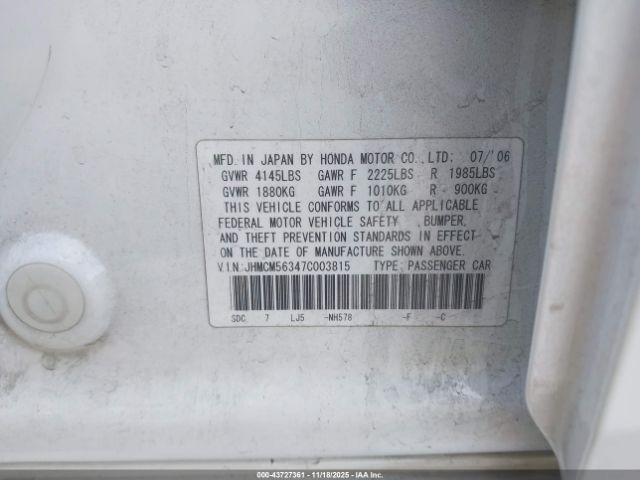 MFD. IN JAPAN BY HONDA MOTOR CO., LTD: 07/'06
GVWR 4145LBS GAWR F 2225LBS R 1985LBS
GVWR 1880KG GAWR F 1010KG R 900KG
THIS VEHICLE CONFORMS TO ALL APPLICABLE
FEDERAL MOTOR VEHICLE SAFETY ,BUMPER,
AND THEFT PREVENTION STANDARDS IN EFFECT
ON THE DATE OF MANUFACTURE SHOWN ABOVE.
V.I.N: JHMCM56347C003815 TYPE: PASSENGER CAR
SDC 7 LJ5 -NH578 -F -C
000-43727361 - 11/18/2025 - IAAI.COM